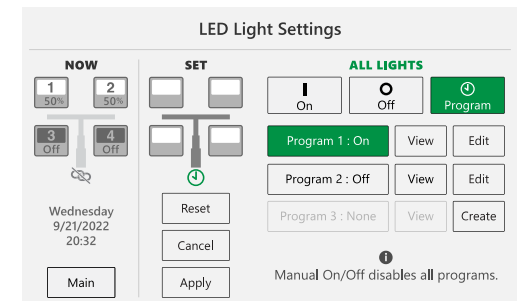 LED Light Settings
NOW
1
50%
2
50%
3
Off
4
Off
Wednesday
9/21/2022
20:32
Main
SET
Reset
Cancel
Apply
ALL LIGHTS
On
Off
Program
Program 1 : On
View
Edit
Program 2 : Off
View
Edit
Program 3 : None
View
Create
Manual On/Off disables all programs.